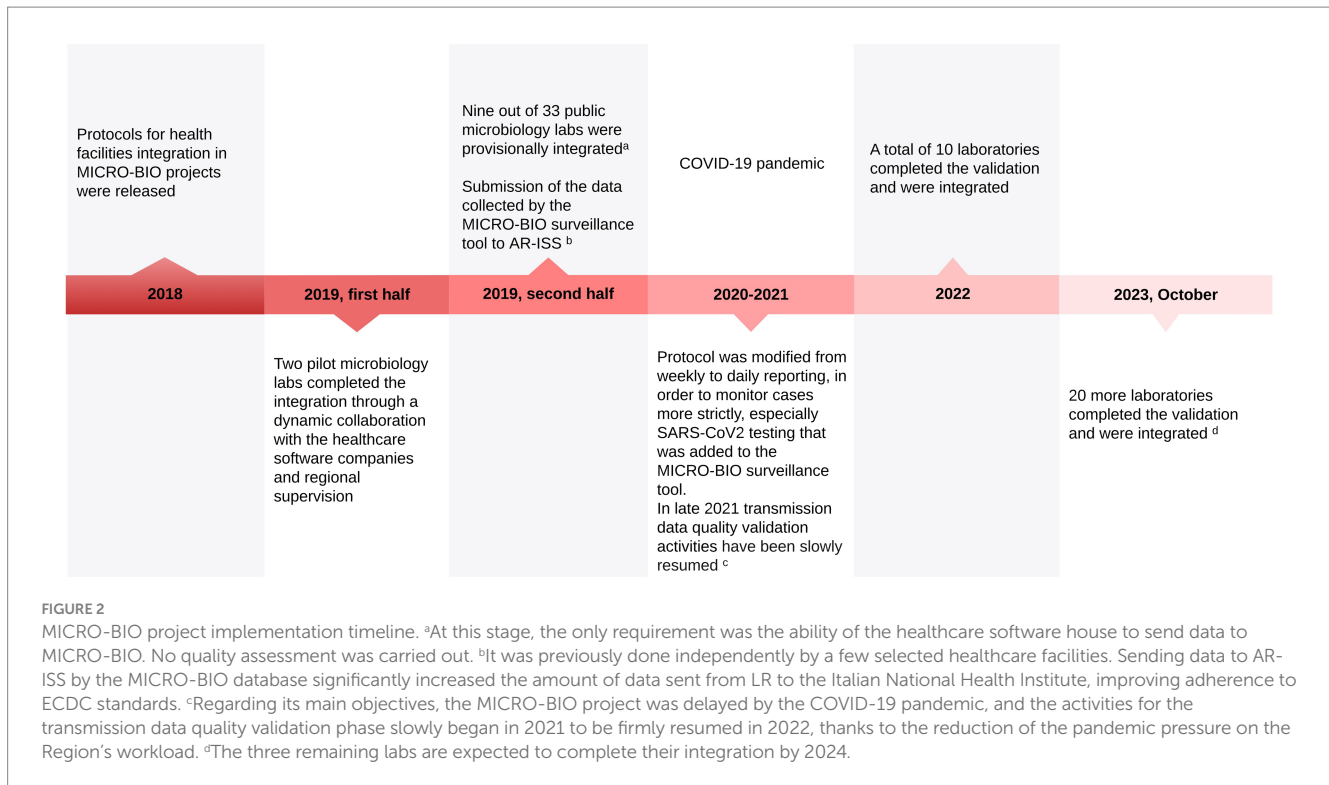 Protocols for health
facilities integration in
MICRO-BIO projects
were released
Nine out of 33 public
microbiology labs were
provisionally integratedᵃ
Submission of the data
collected by the
MICRO-BIO surveillance
tool to AR-ISS ᵇ
COVID-19 pandemic
A total of 10 laboratories
completed the validation
and were integrated
2018
2019, first half
2019, second half
2020-2021
2022
2023, October
Two pilot microbiology
labs completed the
integration through a
dynamic collaboration
with the healthcare
software companies
and regional
supervision
Protocol was modified from
weekly to daily reporting, in
order to monitor cases
more strictly, especially
SARS-CoV2 testing that
was added to the
MICRO-BIO surveillance
tool.
In late 2021 transmission
data quality validation
activities have been slowly
resumed ᶜ
20 more laboratories
completed the validation
and were integrated ᵈ
FIGURE 2
MICRO-BIO project implementation timeline. ᵃAt this stage, the only requirement was the ability of the healthcare software house to send data to
MICRO-BIO. No quality assessment was carried out. ᵇIt was previously done independently by a few selected healthcare facilities. Sending data to AR-
ISS by the MICRO-BIO database significantly increased the amount of data sent from LR to the Italian National Health Institute, improving adherence to
ECDC standards. ᶜRegarding its main objectives, the MICRO-BIO project was delayed by the COVID-19 pandemic, and the activities for the
transmission data quality validation phase slowly began in 2021 to be firmly resumed in 2022, thanks to the reduction of the pandemic pressure on the
Region's workload. ᵈThe three remaining labs are expected to complete their integration by 2024.